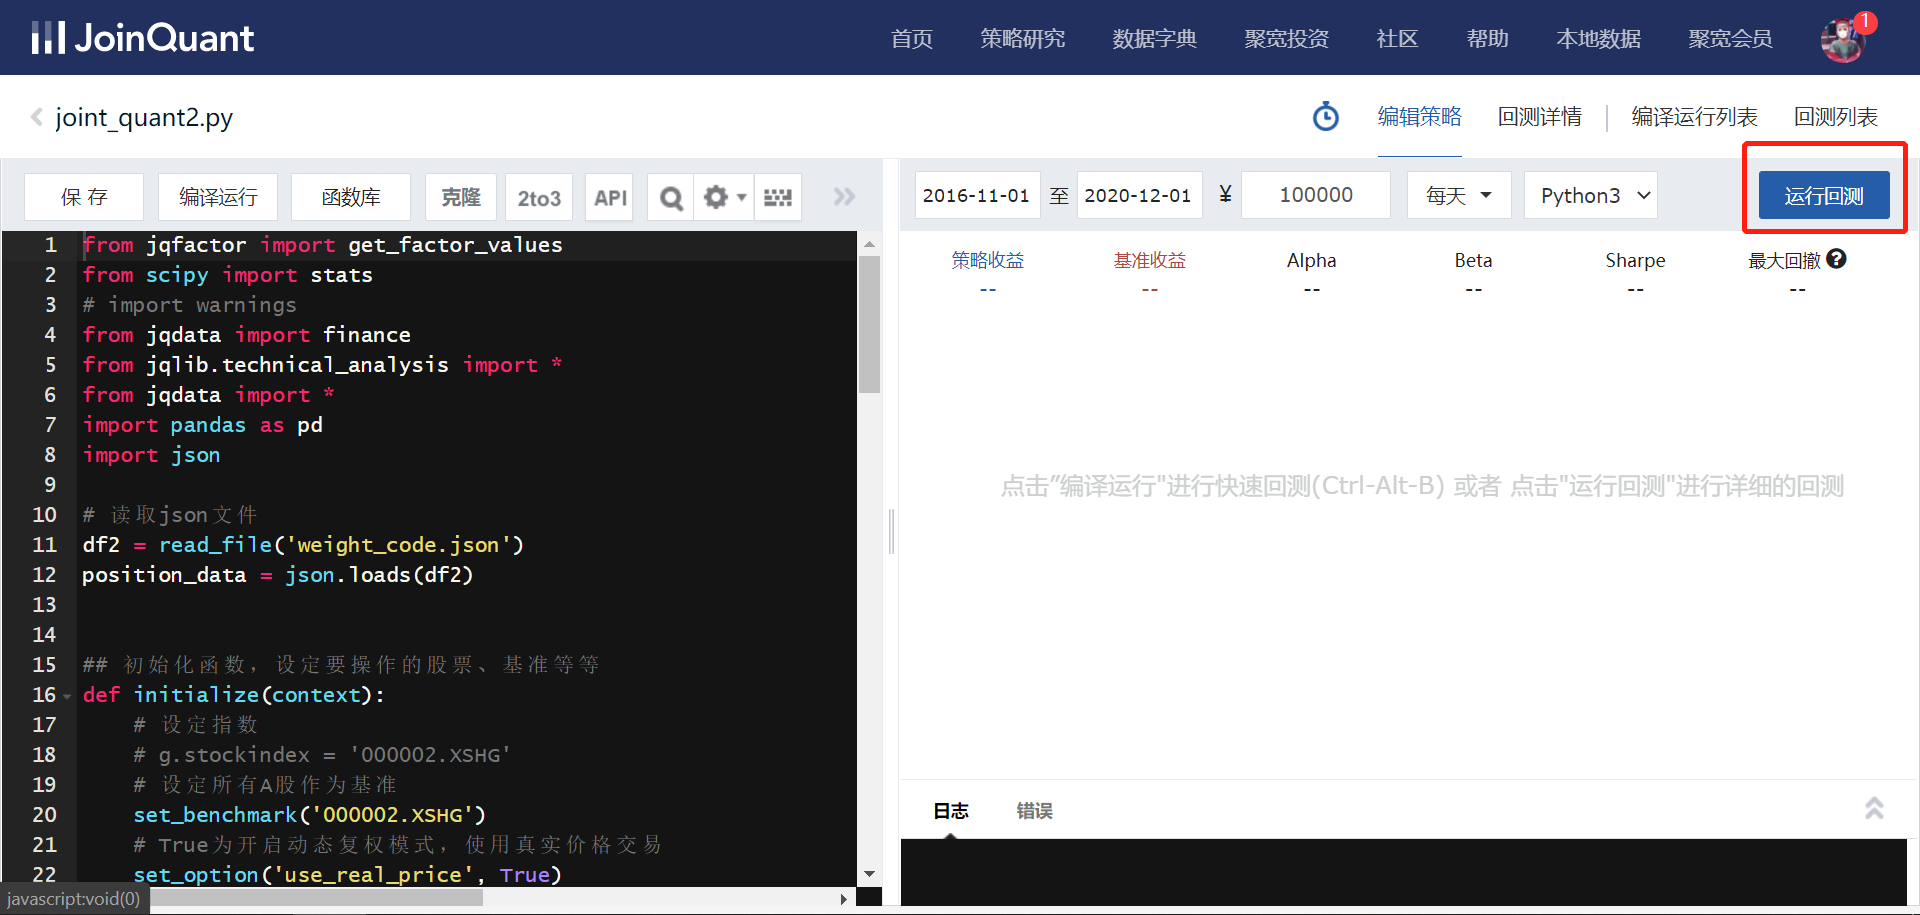 JoinQuant
首页 策略研究 数据字典 聚宽投资 社区 帮助 本地数据 聚宽会员 1
joint_quant2.py
编辑策略 回测详情 编译运行列表 回测列表
保 存 编译运行 函数库 克隆 2to3 API
2016-11-01 至 2020-12-01 ¥ 100000 每天 Python3 运行回测
1 from jqfactor import get_factor_values
2 from scipy import stats
3 # import warnings
4 from jqdata import finance
5 from jqlib.technical_analysis import *
6 from jqdata import *
7 import pandas as pd
8 import json
9
10 # 读取json文件
11 df2 = read_file('weight_code.json')
12 position_data = json.loads(df2)
13
14
15 ## 初始化函数，设定要操作的股票、基准等等
16 def initialize(context):
17 # 设定指数
18 # g.stockindex = '000002.XSHG'
19 # 设定所有A股作为基准
20 set_benchmark('000002.XSHG')
21 # True为开启动态复权模式，使用真实价格交易
22 set_option('use_real_price', True)
javascript:void(0)
策略收益 基准收益 Alpha Beta Sharpe 最大回撤 ?
-- -- -- -- -- --
点击"编译运行"进行快速回测(Ctrl-Alt-B) 或者 点击"运行回测"进行详细的回测
日志 错误